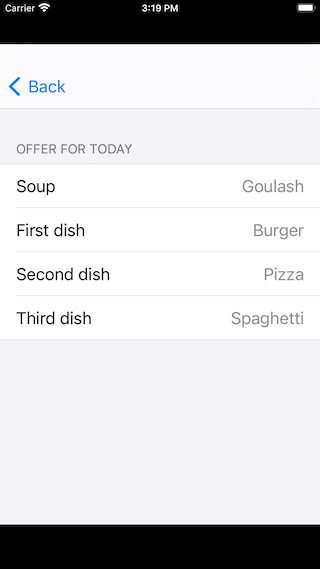 Carrier 3:19 PM
Back
OFFER FOR TODAY
Soup Goulash
First dish Burger
Second dish Pizza
Third dish Spaghetti